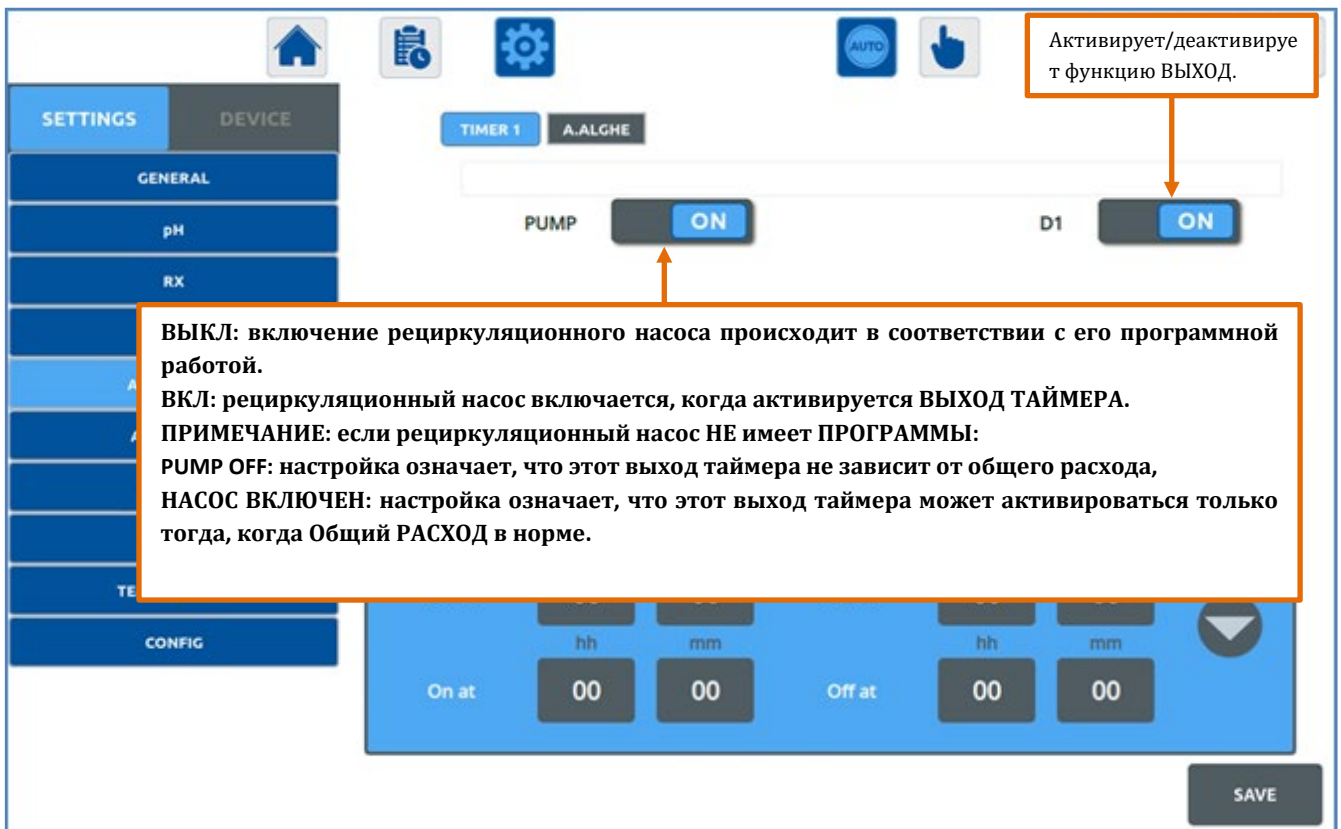 AUTO
Активирует/деактивируе
т функцию ВЫХОД.
SETTINGS
DEVICE
TIMER 1
A.ALGHE
GENERAL
pH
RX
PUMP
ON
D1
ON
ВЫКЛ: включение рециркуляционного насоса происходит в соответствии с его программной
работой.
ВКЛ: рециркуляционный насос включается, когда активируется ВЫХОД ТАЙМЕРА.
ПРИМЕЧАНИЕ: если рециркуляционный насос НЕ имеет ПРОГРАММЫ:
PUMP OFF: настройка означает, что этот выход таймера не зависит от общего расхода,
НАСОС ВКЛЮЧЕН: настройка означает, что этот выход таймера может активироваться только
тогда, когда Общий РАСХОД в норме.
CONFIG
hh
mm
hh
mm
On at
00
00
Off at
00
00
SAVE